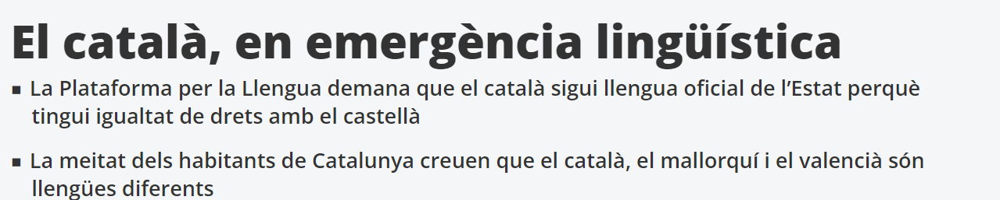 El català, en emergència lingüística
▪ La Plataforma per la Llengua demana que el català sigui llengua oficial de l’Estat perquè
tingui igualtat de drets amb el castellà
▪ La meitat dels habitants de Catalunya creuen que el català, el mallorquí i el valencià són
llengües diferents